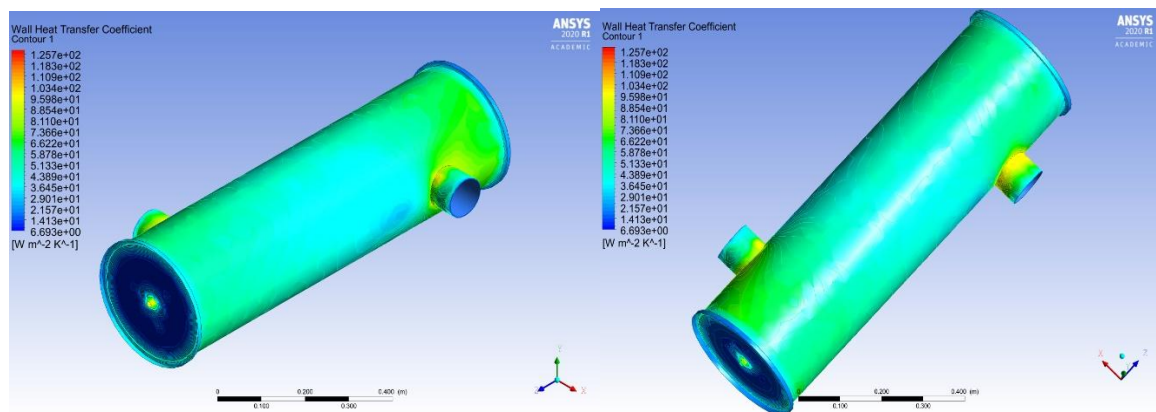 Wall Heat Transfer Coefficient
Contour 1
1.257e+02
1.183e+02
1.109e+02
1.034e+02
9.598e+01
8.854e+01
8.110e+01
7.366e+01
6.622e+01
5.878e+01
5.133e+01
4.389e+01
3.645e+01
2.901e+01
2.157e+01
1.413e+01
6.693e+00
[W m^-2 K^-1]
ANSYS
2020 R1
ACADEMIC
Y
Z
X
0 0.200 0.400 (m)
0.100 0.300
Wall Heat Transfer Coefficient
Contour 1
1.257e+02
1.183e+02
1.109e+02
1.034e+02
9.598e+01
8.854e+01
8.110e+01
7.366e+01
6.622e+01
5.878e+01
5.133e+01
4.389e+01
3.645e+01
2.901e+01
2.157e+01
1.413e+01
6.693e+00
[W m^-2 K^-1]
ANSYS
2020 R1
ACADEMIC
X
Z
0 0.200 0.400 (m)
0.100 0.300